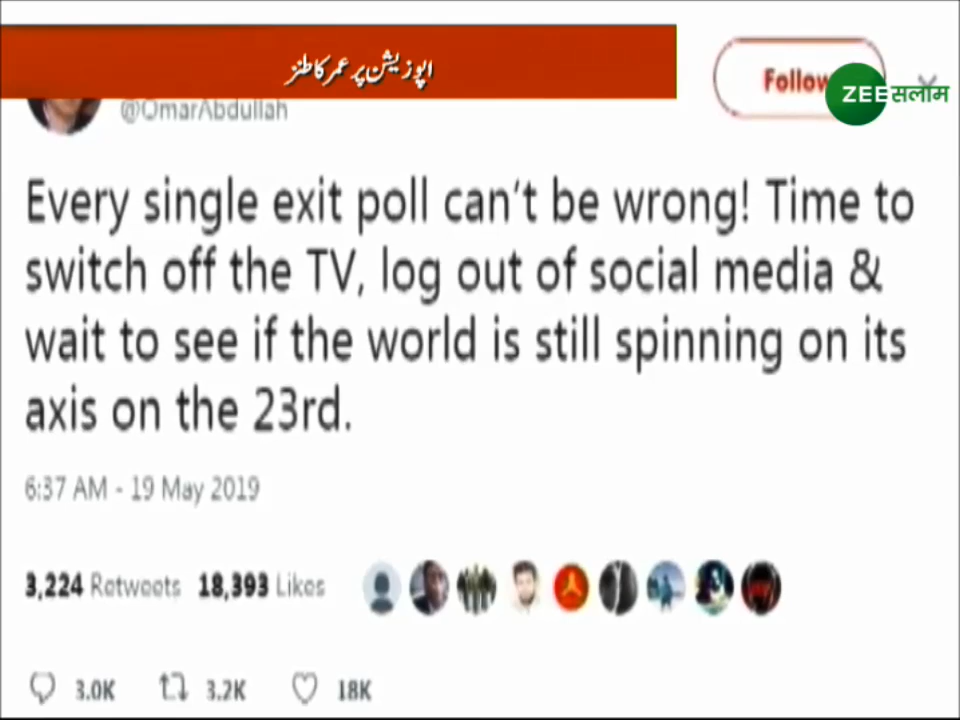 اپوزیشن پر عمر کا طنز
Follow
ZEE सलाम
@OmarAbdullah
Every single exit poll can't be wrong! Time to
switch off the TV, log out of social media &
wait to see if the world is still spinning on its
axis on the 23rd.
6:37 AM - 19 May 2019
3,224 Retweets 18,393 Likes
3.0K 3.2K 18K